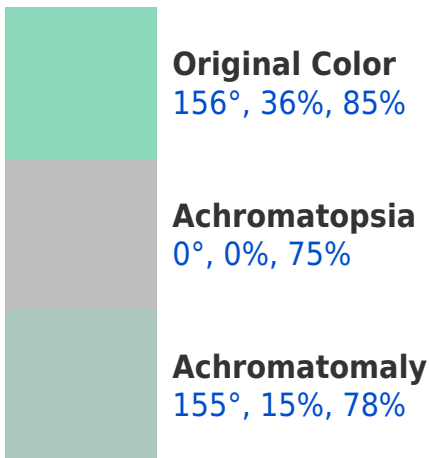 Original Color
156°, 36%, 85%
Achromatopsia
0°, 0%, 75%
Achromatomaly
155°, 15%, 78%